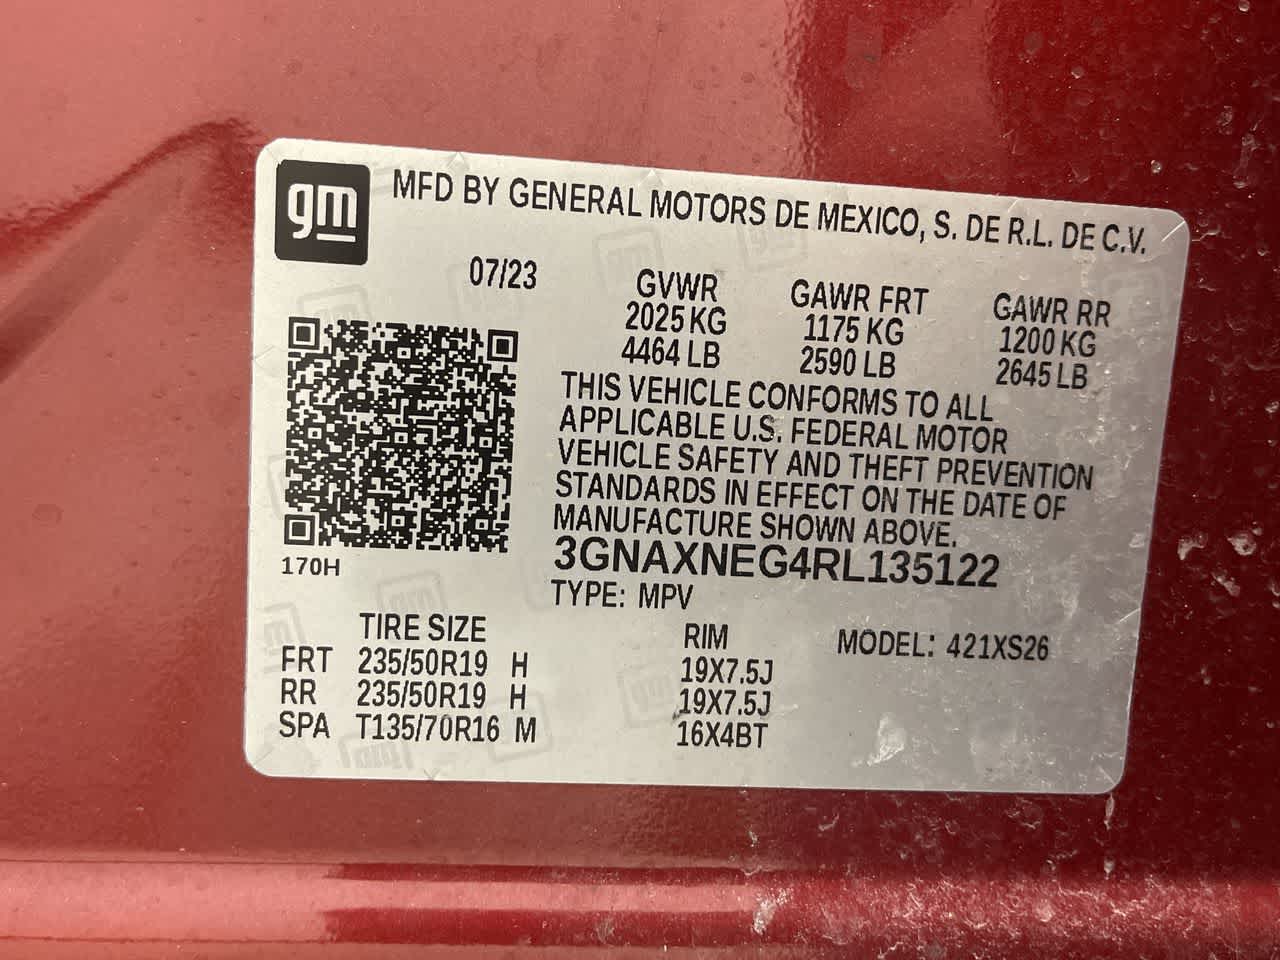 gm
MFD BY GENERAL MOTORS DE MEXICO, S. DE R.L. DE C.V.
07/23 GVWR GAWR FRT GAWR RR
2025 KG 1175 KG 1200 KG
4464 LB 2590 LB 2645 LB
THIS VEHICLE CONFORMS TO ALL
APPLICABLE U.S. FEDERAL MOTOR
VEHICLE SAFETY AND THEFT PREVENTION
STANDARDS IN EFFECT ON THE DATE OF
MANUFACTURE SHOWN ABOVE.
3GNAXNEG4RL135122
170H
TYPE: MPV
TIRE SIZE RIM MODEL: 421XS26
FRT 235/50R19 H 19X7.5J
RR 235/50R19 H 19X7.5J
SPA T135/70R16 M 16X4BT